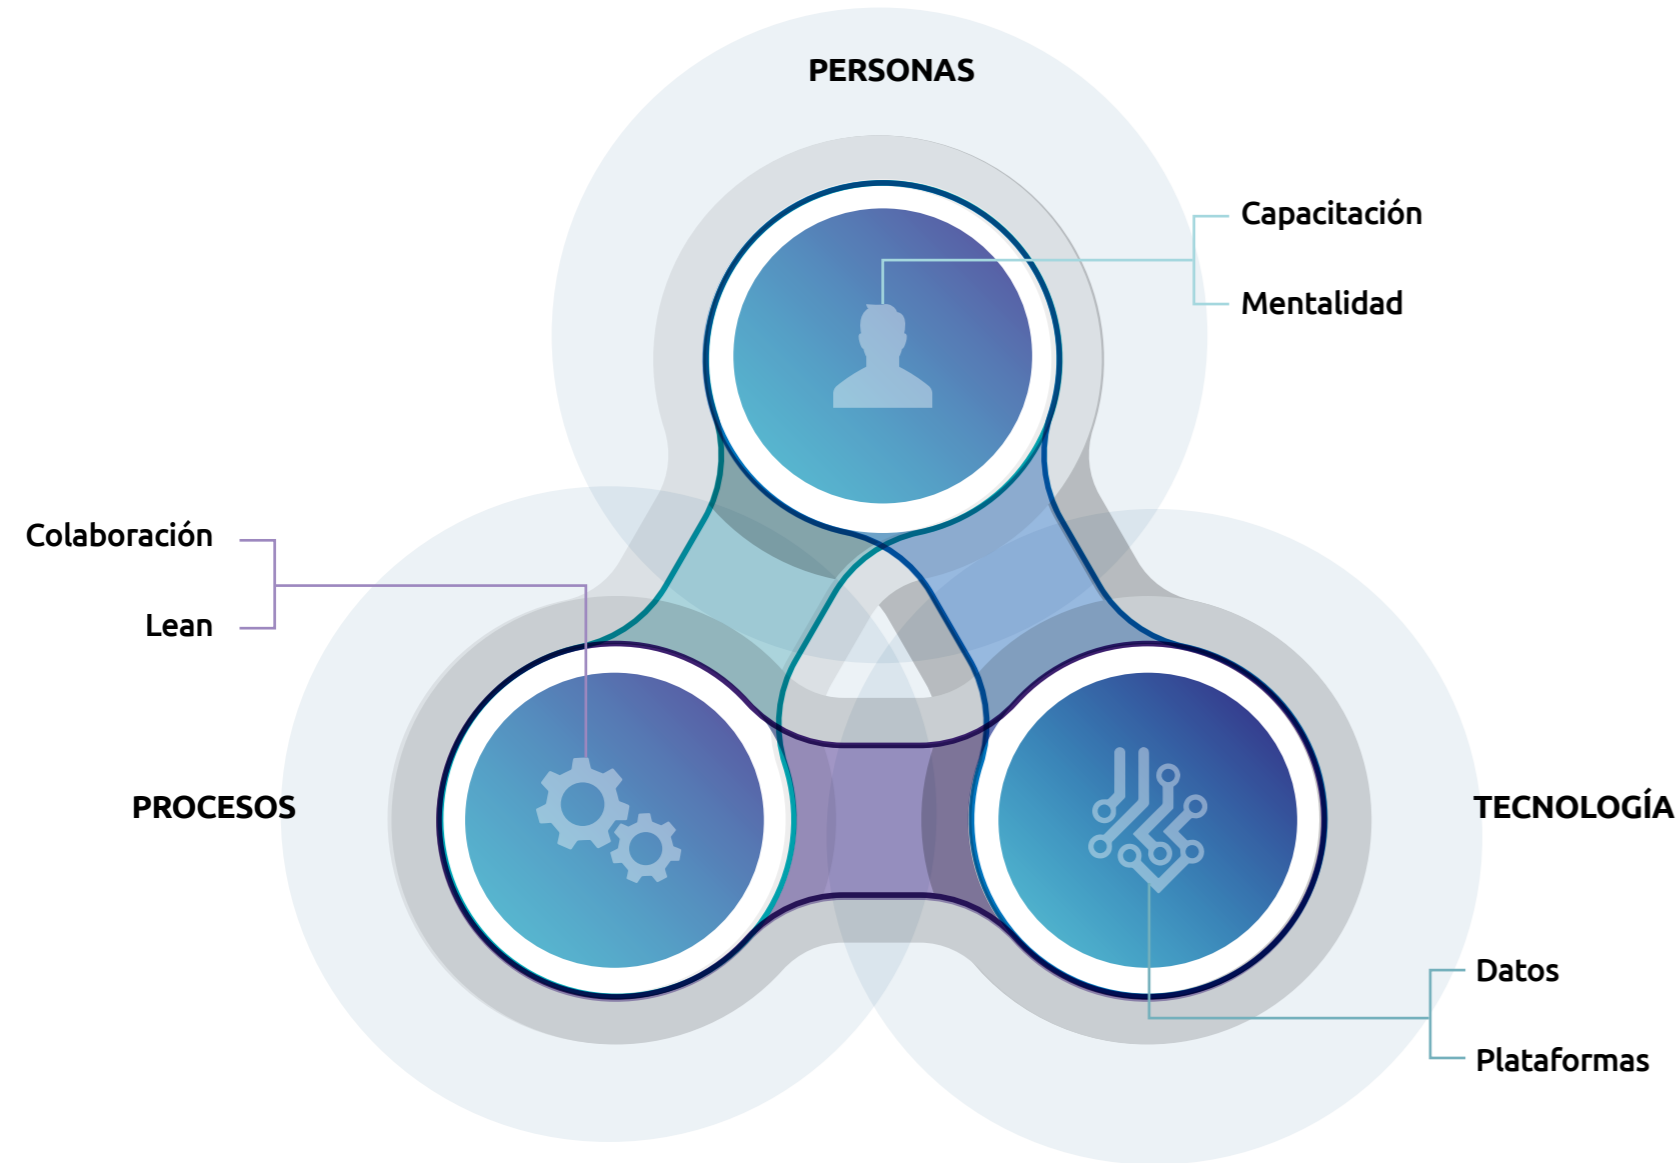 PERSONAS
Capacitación
Mentalidad
Colaboración
Lean
PROCESOS
TECNOLOGÍA
Datos
Plataformas